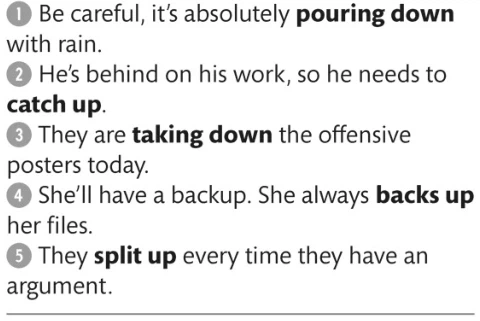 1 Be careful, it’s absolutely pouring down
with rain.
2 He’s behind on his work, so he needs to
catch up.
3 They are taking down the offensive
posters today.
4 She’ll have a backup. She always backs up
her files.
5 They split up every time they have an
argument.